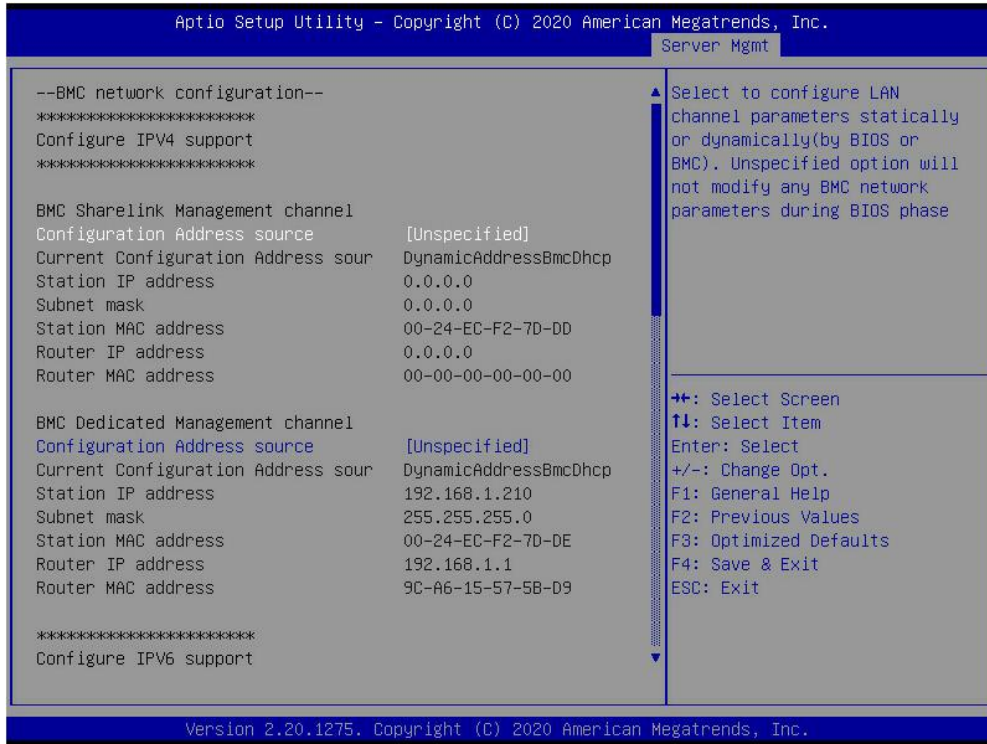 Aptio Setup Utility – Copyright (C) 2020 American Megatrends, Inc.
Server Mgmt
--BMC network configuration--
***********************
Configure IPV4 support
***********************
BMC Sharelink Management channel
Configuration Address source [Unspecified]
Current Configuration Address sour DynamicAddressBmcDhcp
Station IP address 0.0.0.0
Subnet mask 0.0.0.0
Station MAC address 00-24-EC-F2-7D-DD
Router IP address 0.0.0.0
Router MAC address 00-00-00-00-00-00
BMC Dedicated Management channel
Configuration Address source [Unspecified]
Current Configuration Address sour DynamicAddressBmcDhcp
Station IP address 192.168.1.210
Subnet mask 255.255.255.0
Station MAC address 00-24-EC-F2-7D-DE
Router IP address 192.168.1.1
Router MAC address 9C-A6-15-57-5B-D9
***********************
Configure IPV6 support
Select to configure LAN
channel parameters statically
or dynamically(by BIOS or
BMC). Unspecified option will
not modify any BMC network
parameters during BIOS phase
→←: Select Screen
↑↓: Select Item
Enter: Select
+/-: Change Opt.
F1: General Help
F2: Previous Values
F3: Optimized Defaults
F4: Save & Exit
ESC: Exit
Version 2.20.1275. Copyright (C) 2020 American Megatrends, Inc.